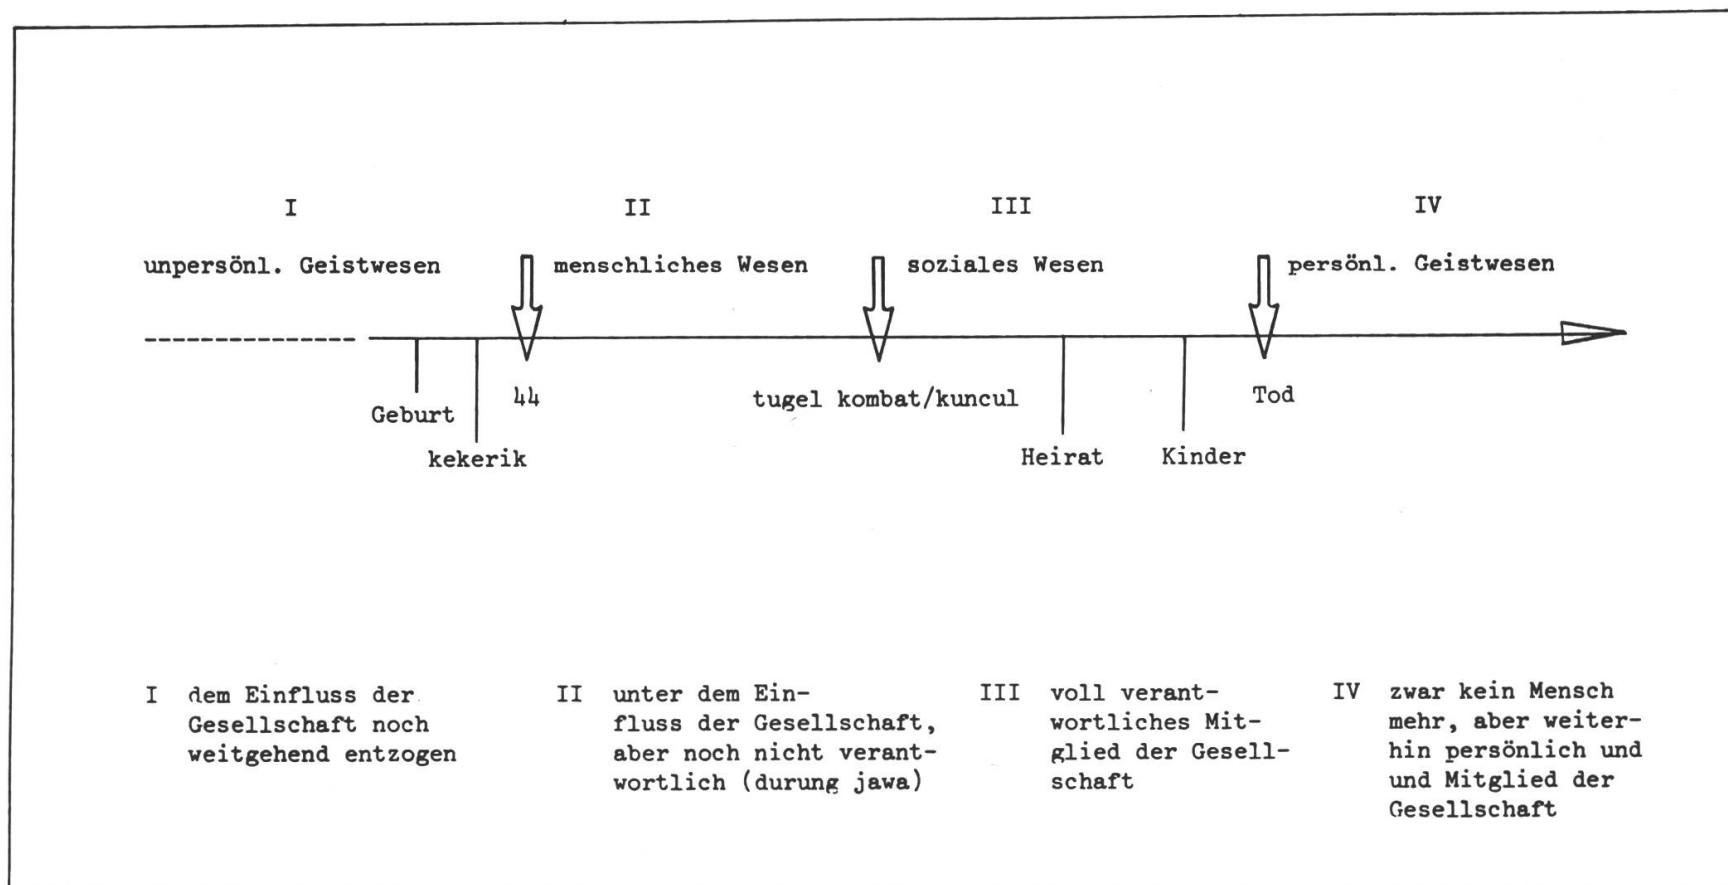 I II III IV
unpersönl. Geistwesen menschliches Wesen soziales Wesen persönl. Geistwesen
44 tugel kombat/kuncul Tod
Geburt
kekerik Heirat Kinder
I dem Einfluss der
Gesellschaft noch
weitgehend entzogen
II unter dem Ein-
fluss der Gesellschaft,
aber noch nicht verant-
wortlich (durung jawa)
III voll verant-
wortliches Mit-
glied der Gesell-
schaft
IV zwar kein Mensch
mehr, aber weiter-
hin persönlich und
und Mitglied der
Gesellschaft